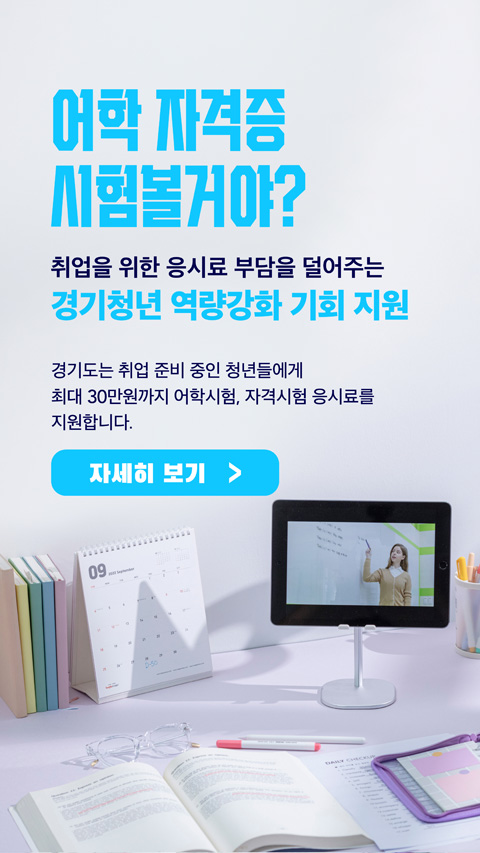 어학 자격증
시험볼거야?
취업을 위한 응시료 부담을 덜어주는
경기청년 역량강화 기회 지원
경기도는 취업 준비 중인 청년들에게
최대 30만원까지 어학시험, 자격시험 응시료를
지원합니다.
자세히 보기 >
09
DAILY CHECKLIST